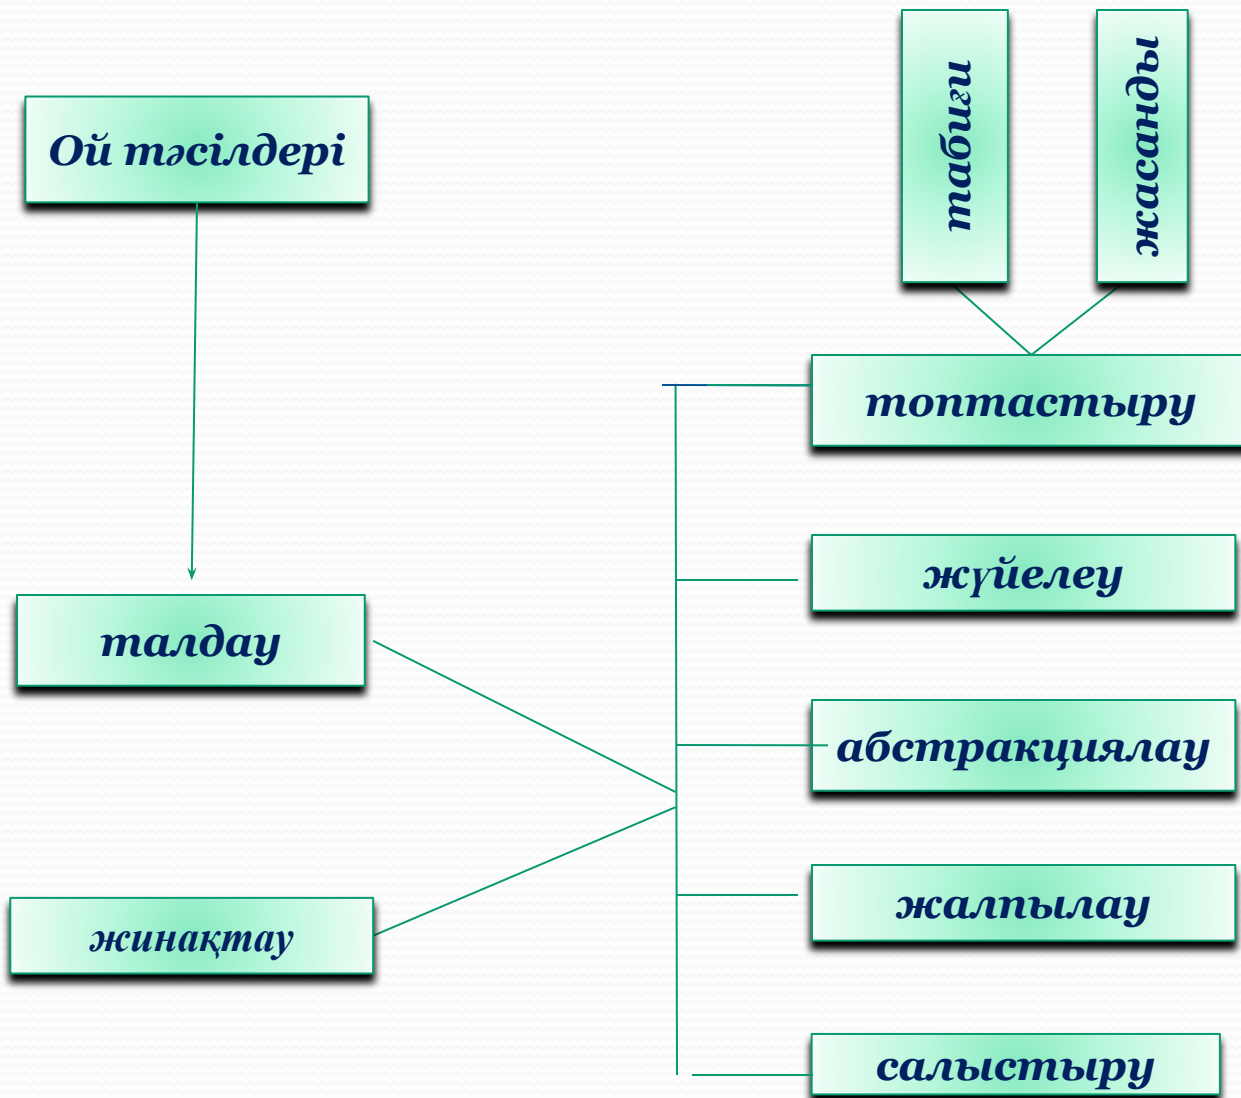 Ой тәсілдері
табиғи
жасанды
топтастыру
жүйелеу
талдау
абстракциялау
жалпылау
жинақтау
салыстыру